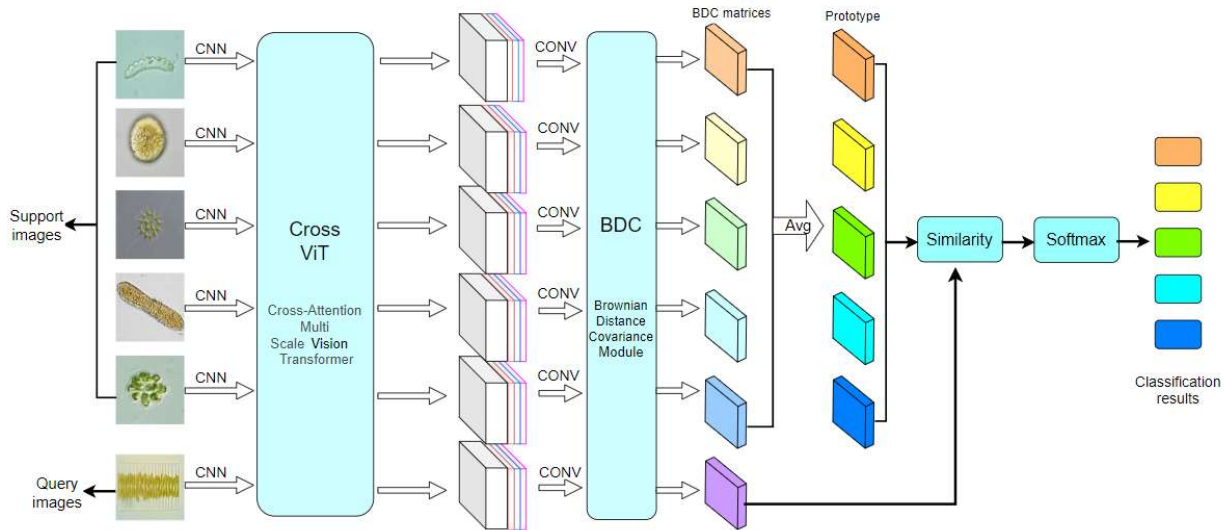 BDC matrices
Prototype
CNN
CONV
CNN
CONV
CNN
CONV
Support
images
Cross
ViT
BDC
Avg
Similarity
Softmax
CNN
CONV
Cross-Attention
Multi
Scale Vision
Transformer
Brownian
Distance
Covariance
Module
CNN
CONV
Classification
results
CNN
CONV
Query
images